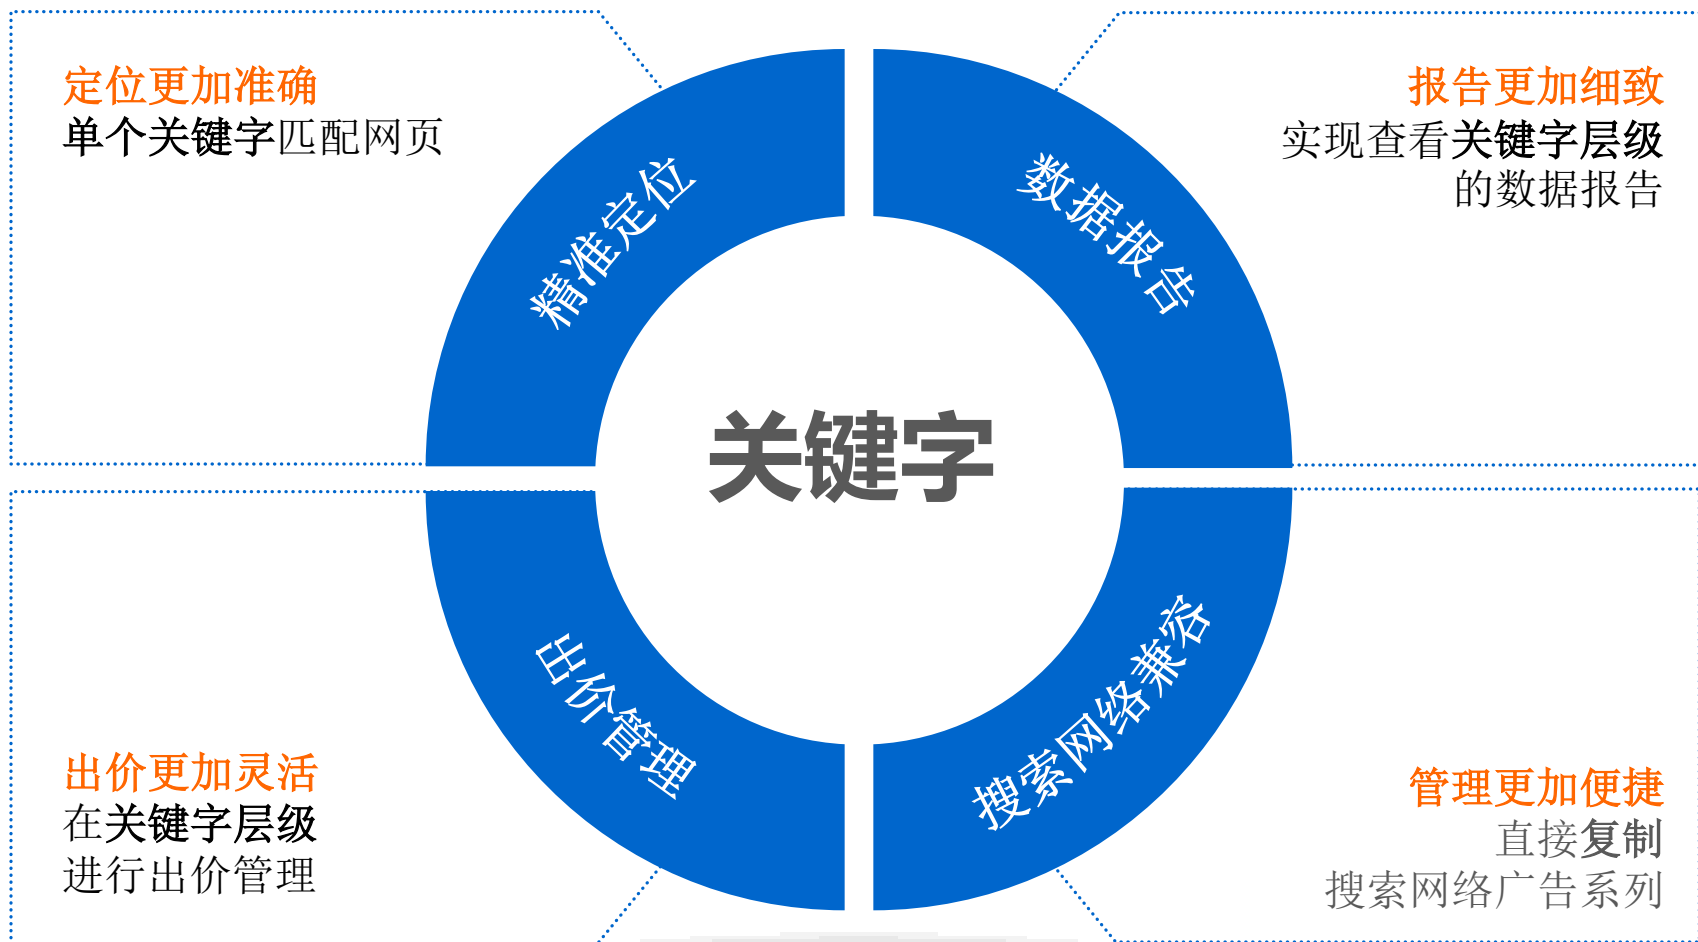 定位更加准确
单个关键字匹配网页
报告更加细致
实现查看关键字层级
的数据报告
精准定位
数据报告
关键字
出价管理
搜索网络兼容
出价更加灵活
在关键字层级
进行出价管理
管理更加便捷
直接复制
搜索网络广告系列